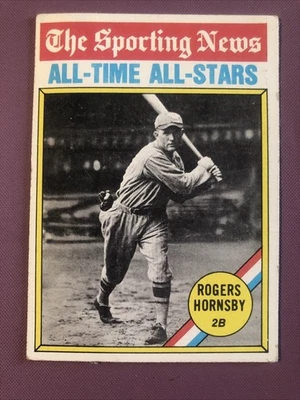 The Sporting News
ALL-TIME ALL-STARS
ROGERS
HORNSBY
2B